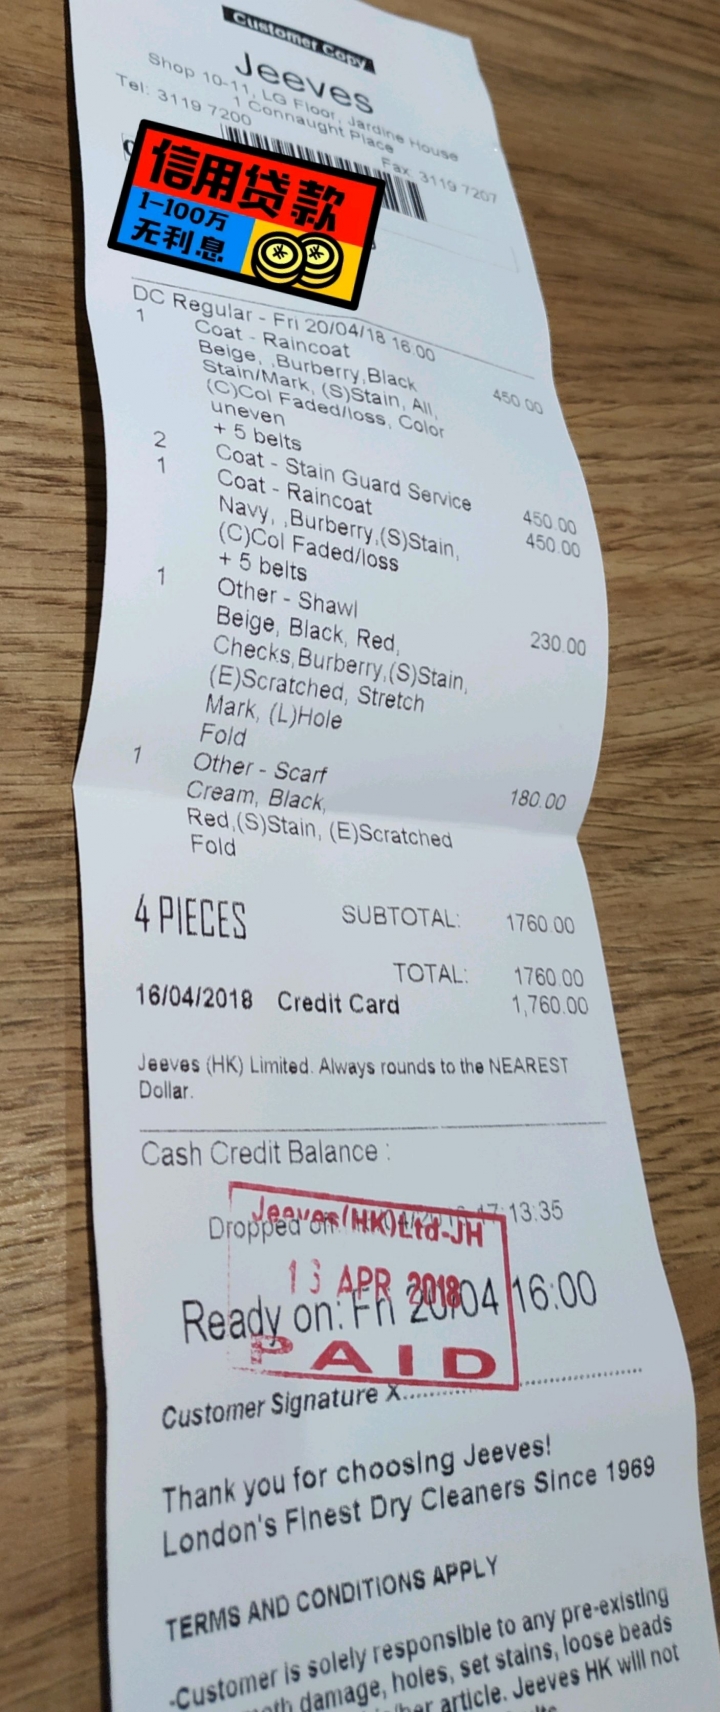 Customer Copy
Jeeves
Shop 10-11, LG Floor, Jardine House
1 Connaught Place
Tel: 3119 7200
Fax: 3119 7207
信用贷款
1-100万
无利息
DC Regular - Fri 20/04/18 16:00
1 Coat - Raincoat 450.00
Beige, ,Burberry,Black
Stain/Mark, (S)Stain, All,
(C)Col Faded/loss, Color
uneven
+ 5 belts
2 Coat - Stain Guard Service 450.00
1 Coat - Raincoat 450.00
Navy, ,Burberry,(S)Stain,
(C)Col Faded/loss
+ 5 belts
1 Other - Shawl 230.00
Beige, Black, Red,
Checks,Burberry,(S)Stain,
(E)Scratched, Stretch
Mark, (L)Hole
Fold
1 Other - Scarf 180.00
Cream, Black,
Red,(S)Stain, (E)Scratched
Fold
4 PIECES SUBTOTAL: 1760.00
TOTAL: 1760.00
16/04/2018 Credit Card 1,760.00
Jeeves (HK) Limited. Always rounds to the NEAREST
Dollar.
Cash Credit Balance :
Jeeves(HK)Ltd-JH
Dropped on: 13:35
APR 2018
Ready on: Fri 20/04 16:00
PAID
Customer Signature X
Thank you for choosing Jeeves!
London's Finest Dry Cleaners Since 1969
TERMS AND CONDITIONS APPLY
-Customer is solely responsible to any pre-existing
damage, holes, set stains, loose beads
article. Jeeves HK will not